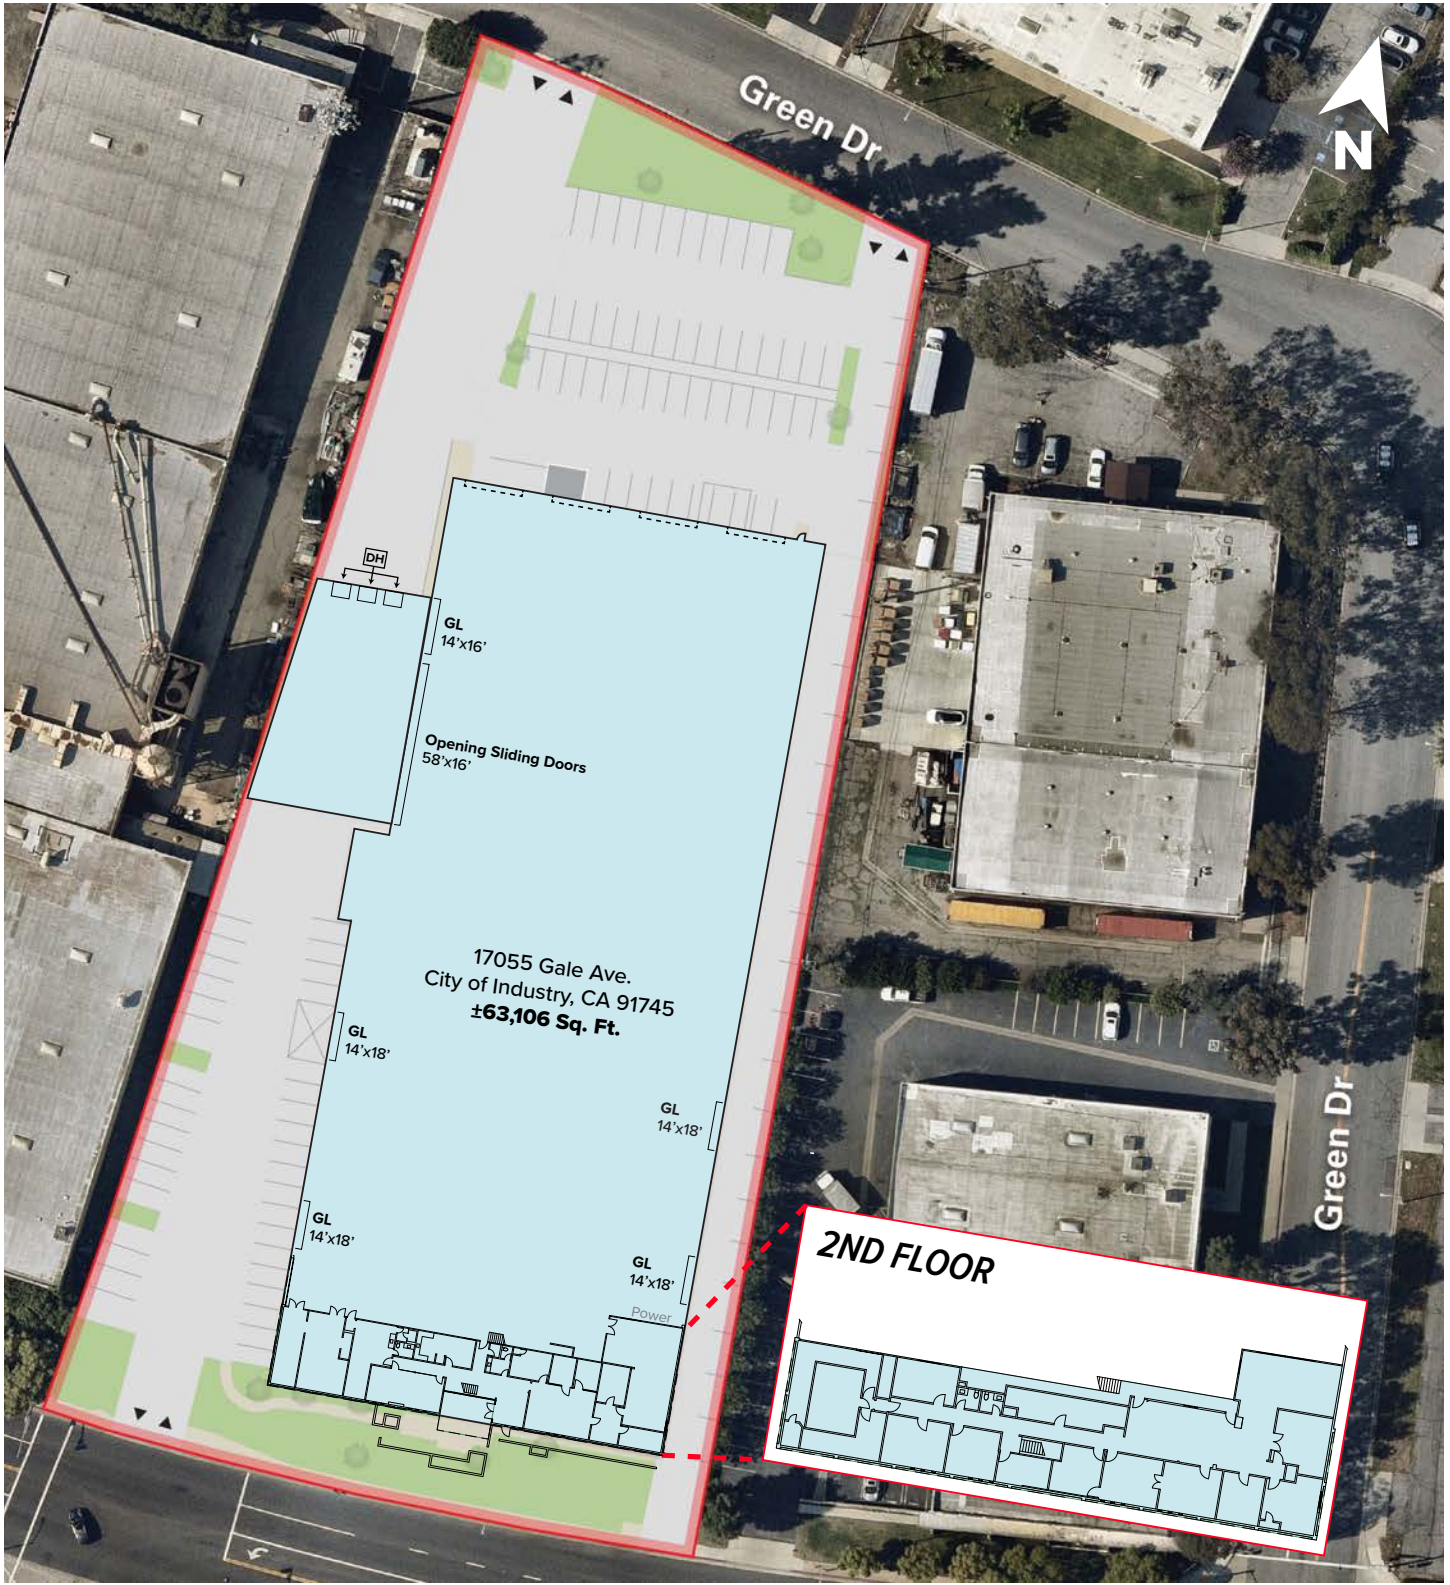 Green Dr
N
DH
GL
14'x16'
Opening Sliding Doors
58'x16'
17055 Gale Ave.
City of Industry, CA 91745
±63,106 Sq. Ft.
GL
14'x18'
GL
14'x18'
Green Dr
GL
14'x18'
GL
14'x18'
Power
2ND FLOOR